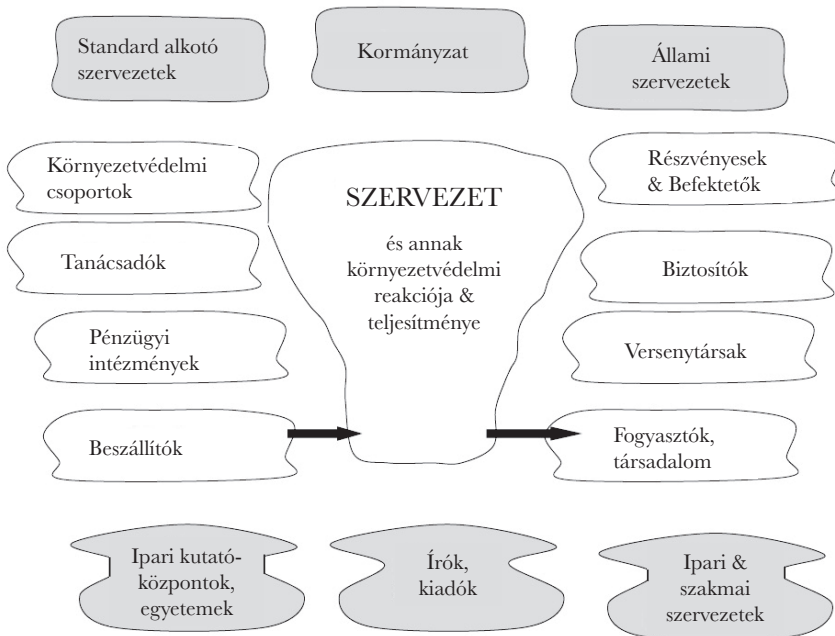 Standard alkotó
szervezetek
Kormányzat
Állami
szervezetek
Környezetvédelmi
csoportok
SZERVEZET
és annak
környezetvédelmi
reakciója &
teljesítménye
Részvényesek
& Befektetők
Tanácsadók
Biztosítók
Pénzügyi
intézmények
Versenytársak
Beszállítók
Fogyasztók,
társadalom
Ipari kutató-
központok,
egyetemek
Írók,
kiadók
Ipari &
szakmai
szervezetek